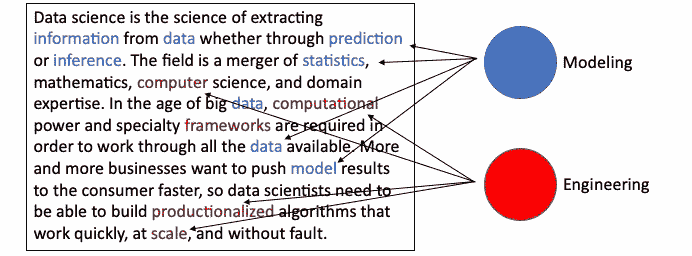 Data science is the science of extracting
information from data whether through prediction
or inference. The field is a merger of statistics,
mathematics, computer science, and domain
expertise. In the age of big data, computational
power and specialty frameworks are required in
order to work through all the data available. More
and more businesses want to push model results
to the consumer faster, so data scientists need to
be able to build productionalized algorithms that
work quickly, at scale, and without fault.
Modeling
Engineering